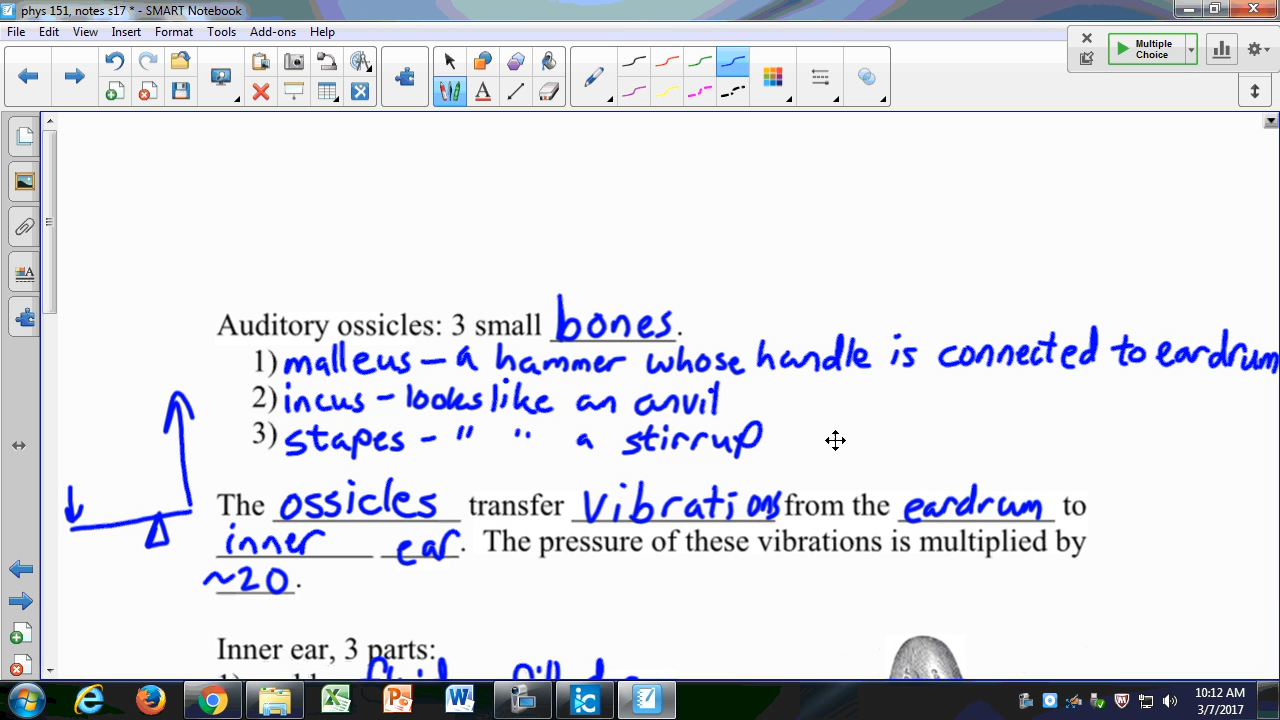 phys 151, notes s17 * - SMART Notebook
File Edit View Insert Format Tools Add-ons Help
Multiple
Choice
Auditory ossicles: 3 small bones.
1) malleus – a hammer whose handle is connected to eardrum
2) incus – looks like an anvil
3) stapes – " " a stirrup
The ossicles transfer vibrations from the eardrum to
inner ear. The pressure of these vibrations is multiplied by
~20.
Inner ear, 3 parts:
10:12 AM
3/7/2017